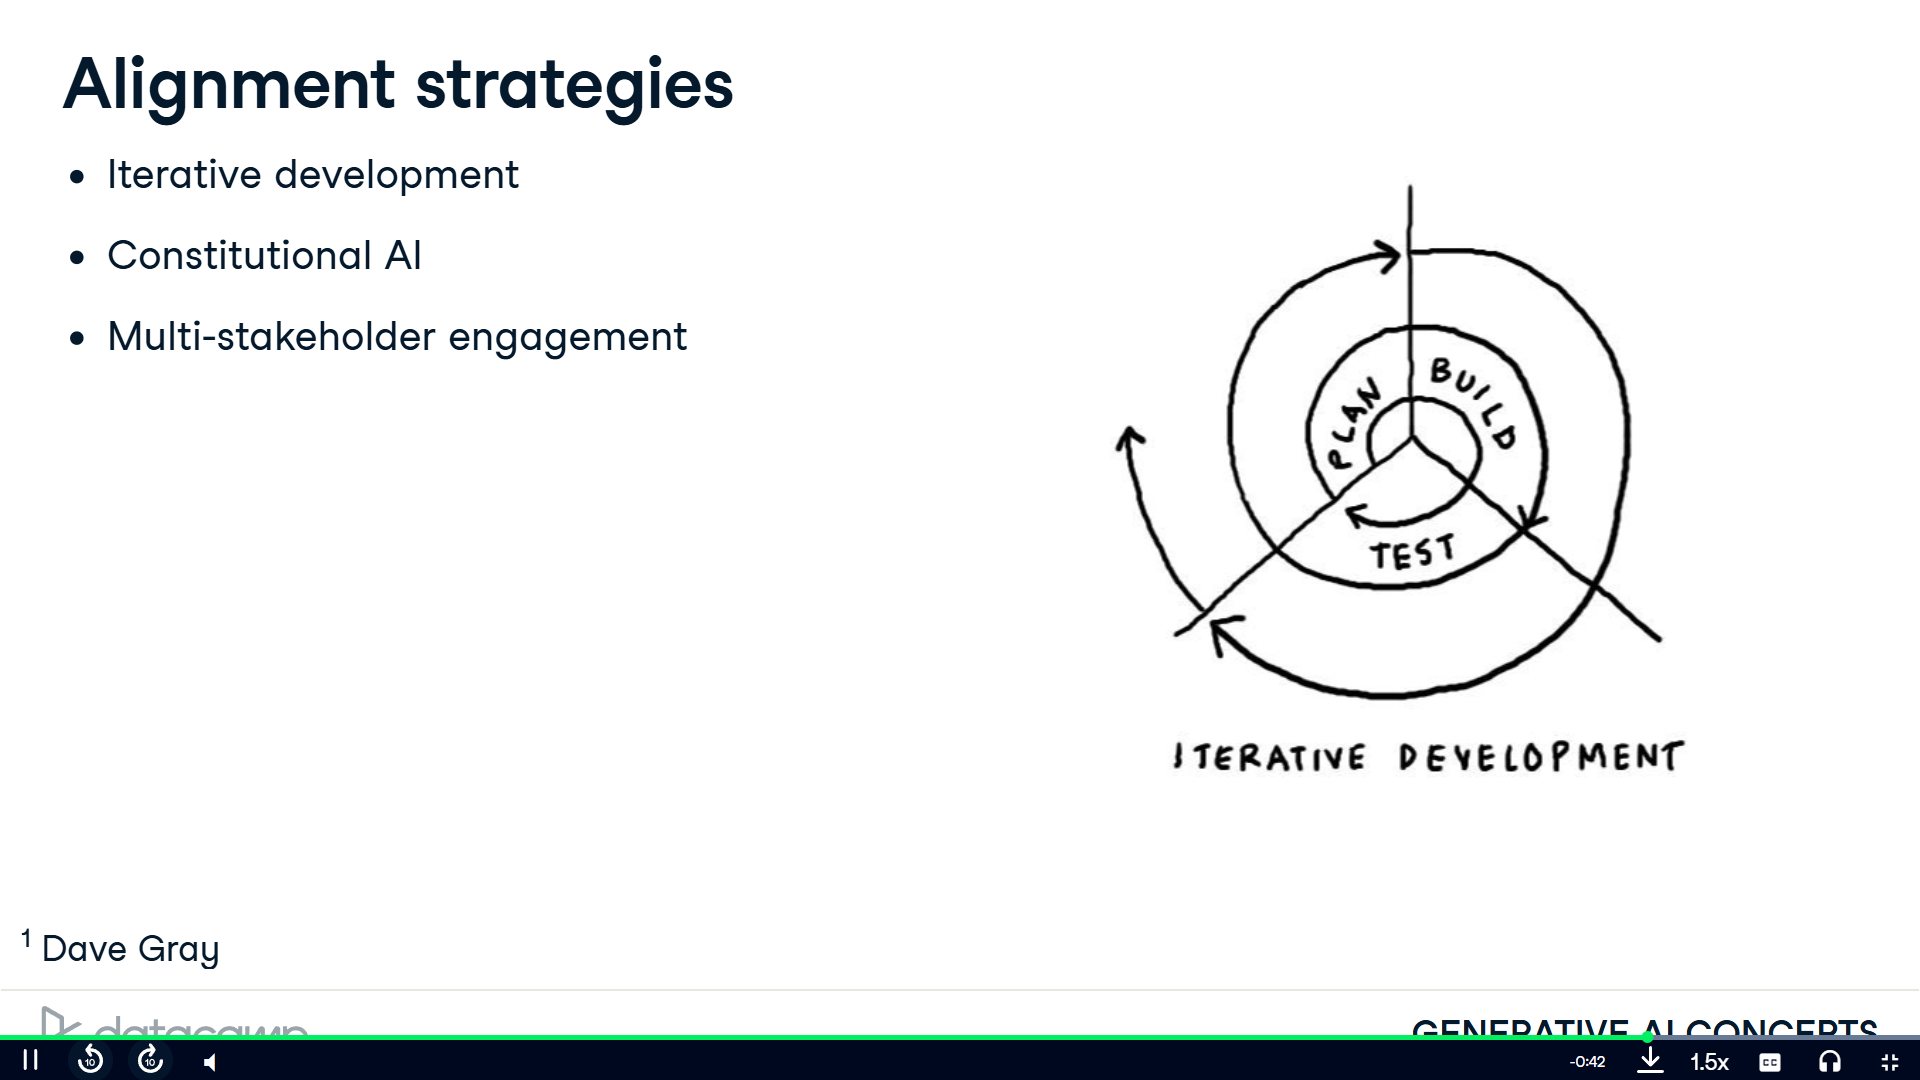 Alignment strategies
• Iterative development
• Constitutional AI
• Multi-stakeholder engagement
PLAN
BUILD
TEST
ITERATIVE DEVELOPMENT
1 Dave Gray
datacamp
GENERATIVE AI CONCEPTS
10
10
-0:42
1.5x
CC